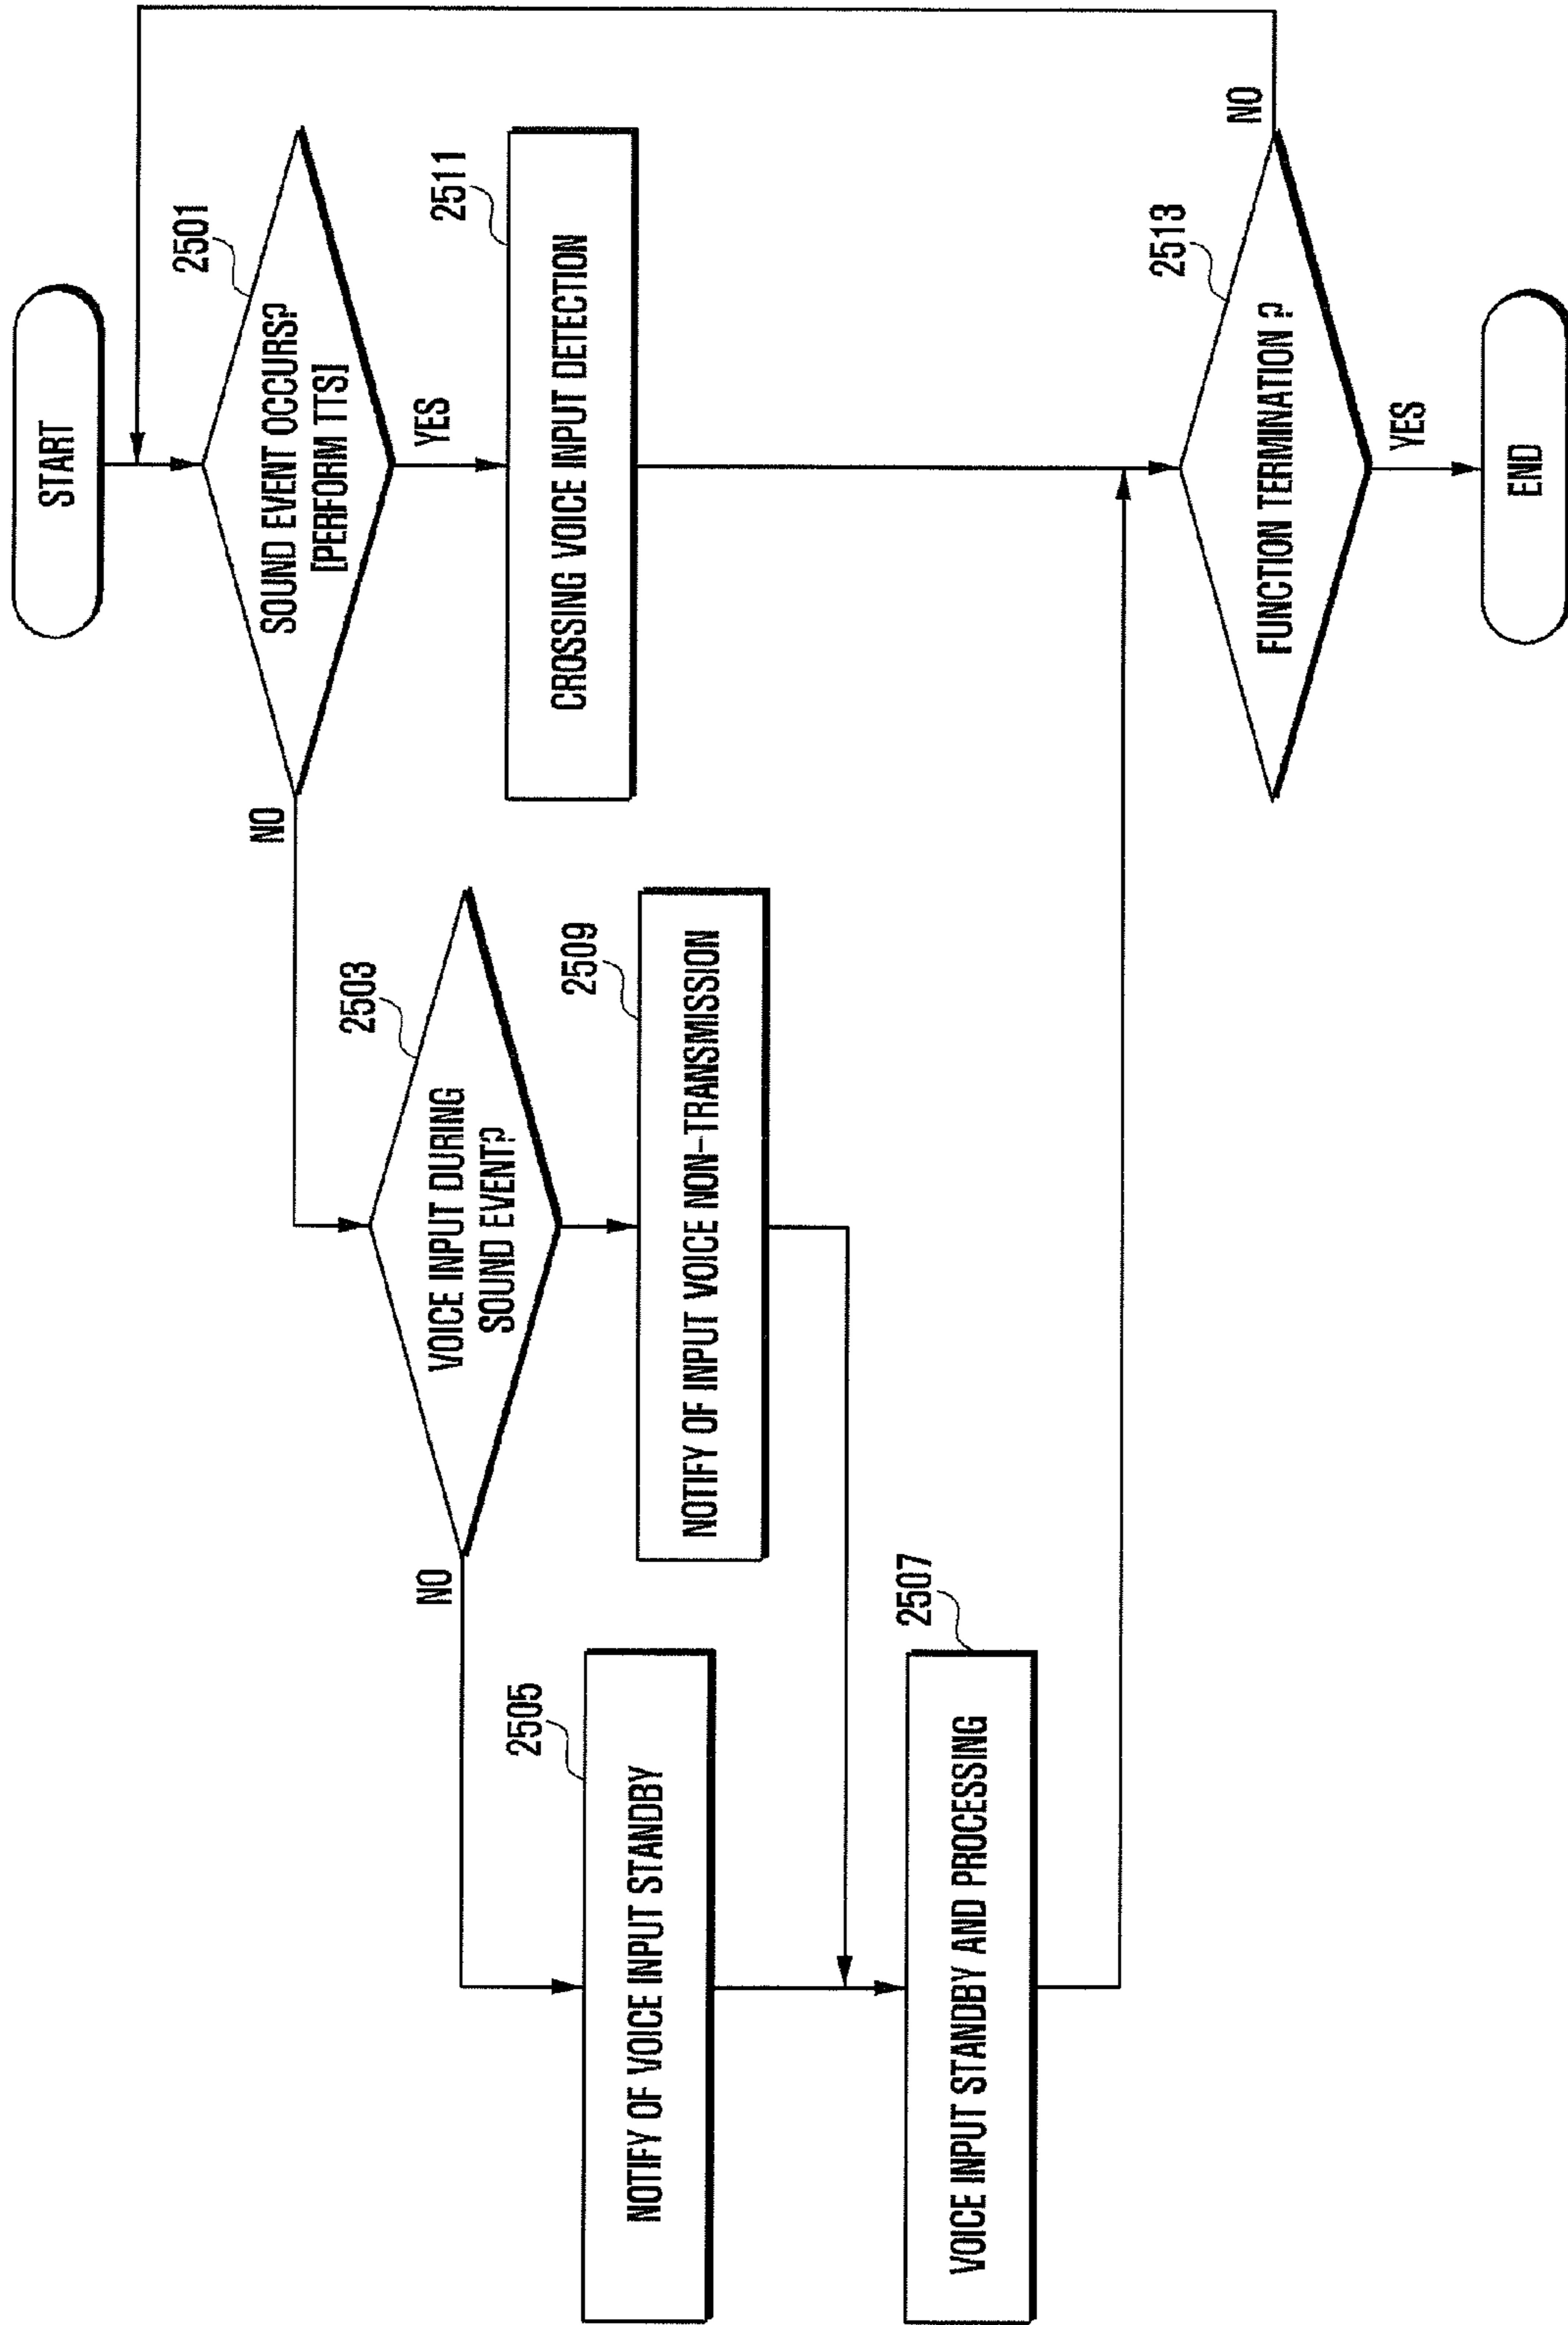 START
2501
SOUND EVENT OCCURS?
[PERFORM TTS]
NO
YES
2511
CROSSING VOICE INPUT DETECTION
2503
VOICE INPUT DURING
SOUND EVENT?
NO
2509
NOTIFY OF INPUT VOICE NON-TRANSMISSION
2505
NOTIFY OF VOICE INPUT STANDBY
2507
VOICE INPUT STANDBY AND PROCESSING
2513
FUNCTION TERMINATION ?
NO
YES
END